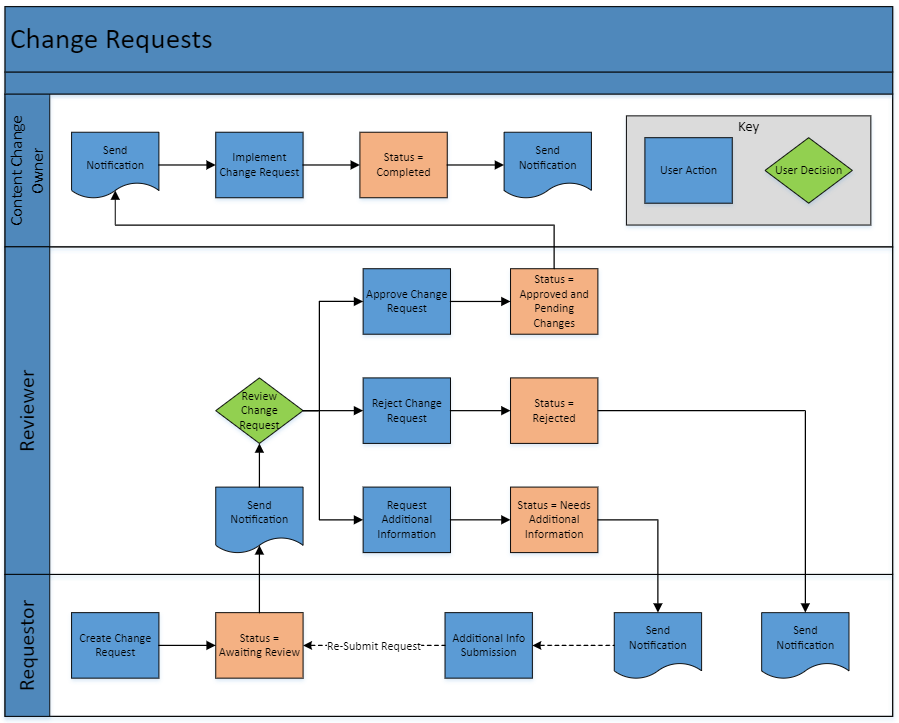 Change Requests
Content Change
Owner
Send
Notification
Implement
Change Request
Status =
Completed
Send
Notification
Key
User Action
User Decision
Reviewer
Approve Change
Request
Status =
Approved and
Pending
Changes
Review
Change
Request
Reject Change
Request
Status =
Rejected
Send
Notification
Request
Additional
Information
Status = Needs
Additional
Information
Requestor
Create Change
Request
Status =
Awaiting Review
Re-Submit Request
Additional Info
Submission
Send
Notification
Send
Notification